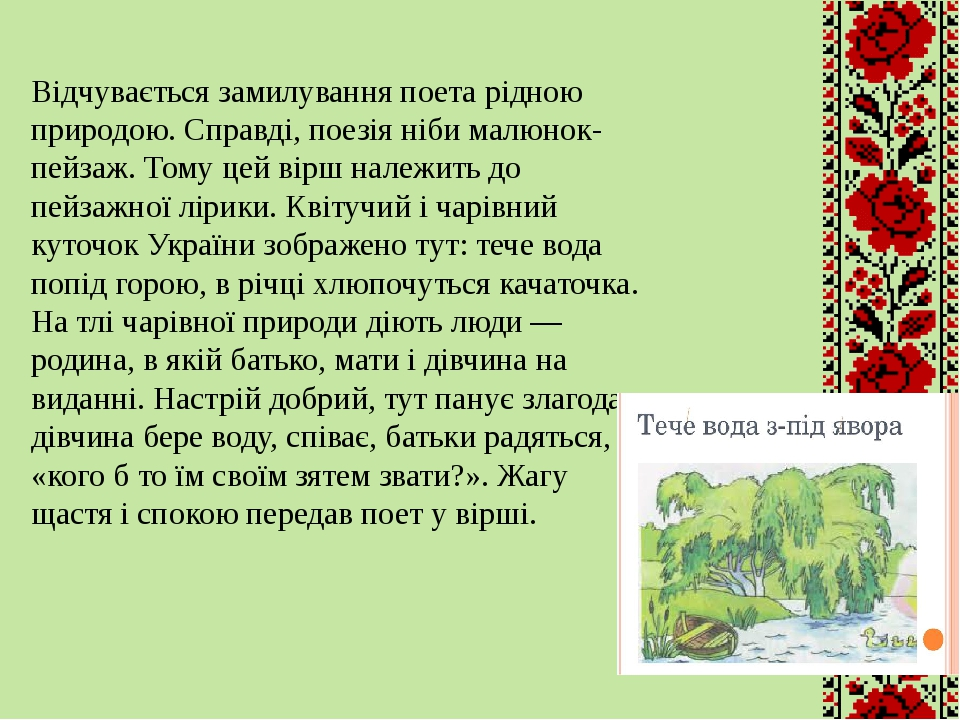 Відчувається замилування поета рідною
природою. Справді, поезія ніби малюнок-
пейзаж. Тому цей вірш належить до
пейзажної лірики. Квітучий і чарівний
куточок України зображено тут: тече вода
попід горою, в річці хлюпочуться качаточка.
На тлі чарівної природи діють люди —
родина, в якій батько, мати і дівчина на
виданні. Настрій добрий, тут панує злагода
дівчина бере воду, співає, батьки радяться,
«кого б то їм своїм зятем звати?». Жагу
щастя і спокою передав поет у вірші.
Тече́ вода з-під явора